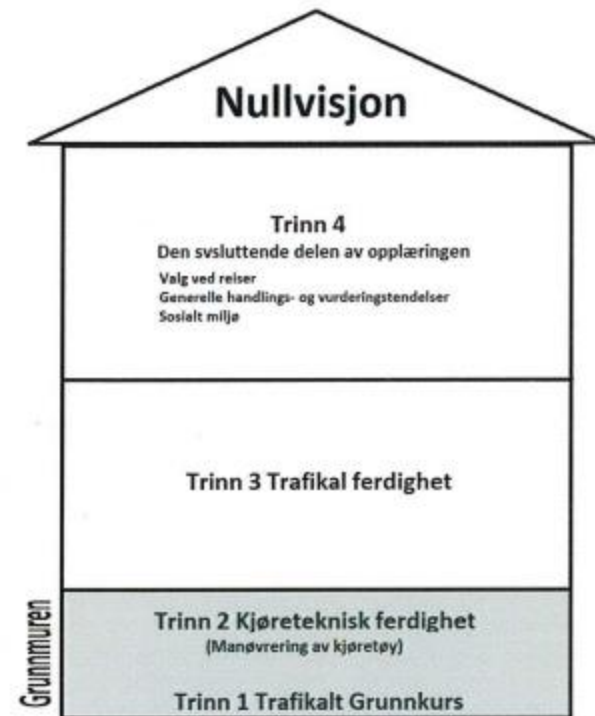 Nullvisjon
Trinn 4
Den svsluttende delen av opplæringen
Valg ved reiser
Generelle handlings- og vurderingstendelser
Sosialt miljø
Trinn 3 Trafikal ferdighet
Grunnmuren
Trinn 2 Kjøreteknisk ferdighet
(Manøvrering av kjøretøy)
Trinn 1 Trafikalt Grunnkurs